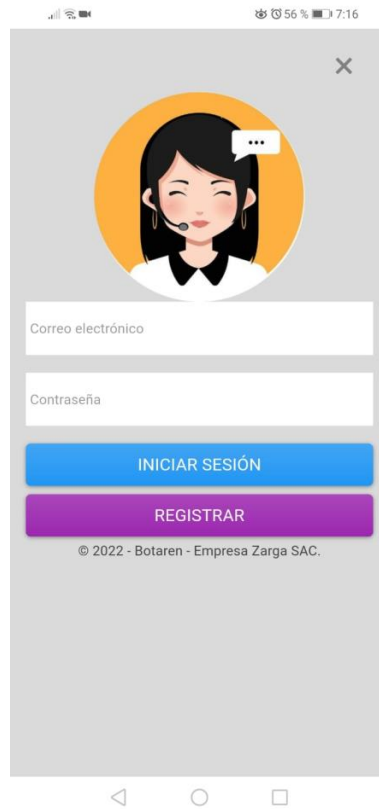 56 % 7:16
Correo electrónico
Contraseña
INICIAR SESIÓN
REGISTRAR
© 2022 - Botaren - Empresa Zarga SAC.